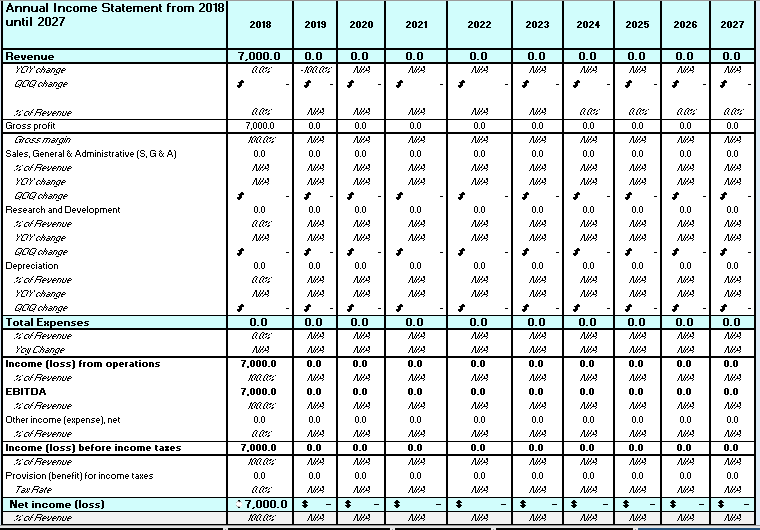 Annual Income Statement from 2018 until 2027 2018 2019 2020 2021 2022 2023 2024 2025 2026 2027
Revenue 7,000.0 0.0 0.0 0.0 0.0 0.0 0.0 0.0 0.0 0.0
YOY change 0.0% -100.0% N/A N/A N/A N/A N/A N/A N/A N/A
QOQ change $ - $ - $ - $ - $ - $ - $ - $ - $ - $ -
% of Revenue 0.0% N/A N/A N/A N/A N/A 0.0% 0.0% 0.0% 0.0%
Gross profit 7,000.0 0.0 0.0 0.0 0.0 0.0 0.0 0.0 0.0 0.0
Gross margin 100.0% N/A N/A N/A N/A N/A N/A N/A N/A N/A
Sales, General & Administrative (S, G & A) 0.0 0.0 0.0 0.0 0.0 0.0 0.0 0.0 0.0 0.0
% of Revenue N/A N/A N/A N/A N/A N/A N/A N/A N/A N/A
YOY change N/A N/A N/A N/A N/A N/A N/A N/A N/A N/A
QOQ change $ - $ - $ - $ - $ - $ - $ - $ - $ - $ -
Research and Development 0.0 0.0 0.0 0.0 0.0 0.0 0.0 0.0 0.0 0.0
% of Revenue 0.0% N/A N/A N/A N/A N/A N/A N/A N/A N/A
YOY change N/A N/A N/A N/A N/A N/A N/A N/A N/A N/A
QOQ change $ - $ - $ - $ - $ - $ - $ - $ - $ - $ -
Depreciation 0.0 0.0 0.0 0.0 0.0 0.0 0.0 0.0 0.0 0.0
% of Revenue 0.0% N/A N/A N/A N/A N/A N/A N/A N/A N/A
YOY change N/A N/A N/A N/A N/A N/A N/A N/A N/A N/A
QOQ change $ - $ - $ - $ - $ - $ - $ - $ - $ - $ -
Total Expenses 0.0 0.0 0.0 0.0 0.0 0.0 0.0 0.0 0.0 0.0
% of Revenue 0.0% N/A N/A N/A N/A N/A N/A N/A N/A N/A
Yoy Change N/A N/A N/A N/A N/A N/A N/A N/A N/A N/A
Income (loss) from operations 7,000.0 0.0 0.0 0.0 0.0 0.0 0.0 0.0 0.0 0.0
% of Revenue 100.0% N/A N/A N/A N/A N/A N/A N/A N/A N/A
EBITDA 7,000.0 0.0 0.0 0.0 0.0 0.0 0.0 0.0 0.0 0.0
% of Revenue 100.0% N/A N/A N/A N/A N/A N/A N/A N/A N/A
Other income (expense), net 0.0 0.0 0.0 0.0 0.0 0.0 0.0 0.0 0.0 0.0
% of Revenue 0.0% N/A N/A N/A N/A N/A N/A N/A N/A N/A
Income (loss) before income taxes 7,000.0 0.0 0.0 0.0 0.0 0.0 0.0 0.0 0.0 0.0
% of Revenue 100.0% N/A N/A N/A N/A N/A N/A N/A N/A N/A
Provision (benefit) for income taxes 0.0 0.0 0.0 0.0 0.0 0.0 0.0 0.0 0.0 0.0
Tax Rate 0.0% N/A N/A N/A N/A N/A N/A N/A N/A N/A
Net income (loss) 7,000.0 $ - $ - $ - $ - $ - $ - $ - $ - $ -
% of Revenue 100.0% N/A N/A N/A N/A N/A N/A N/A N/A N/A